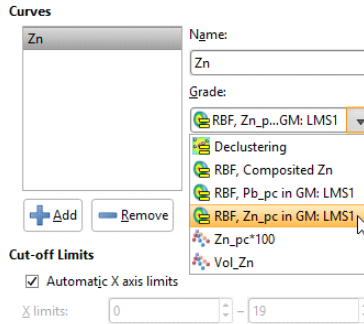 Curves
Zn
Name:
Zn
Grade:
RBF, Zn_p...GM: LMS1
Declustering
RBF, Composited Zn
RBF, Pb_pc in GM: LMS1
RBF, Zn_pc in GM: LMS1
Zn_pc*100
Vol_Zn
Add
Remove
Cut-off Limits
Automatic X axis limits
X limits: 0 – 19